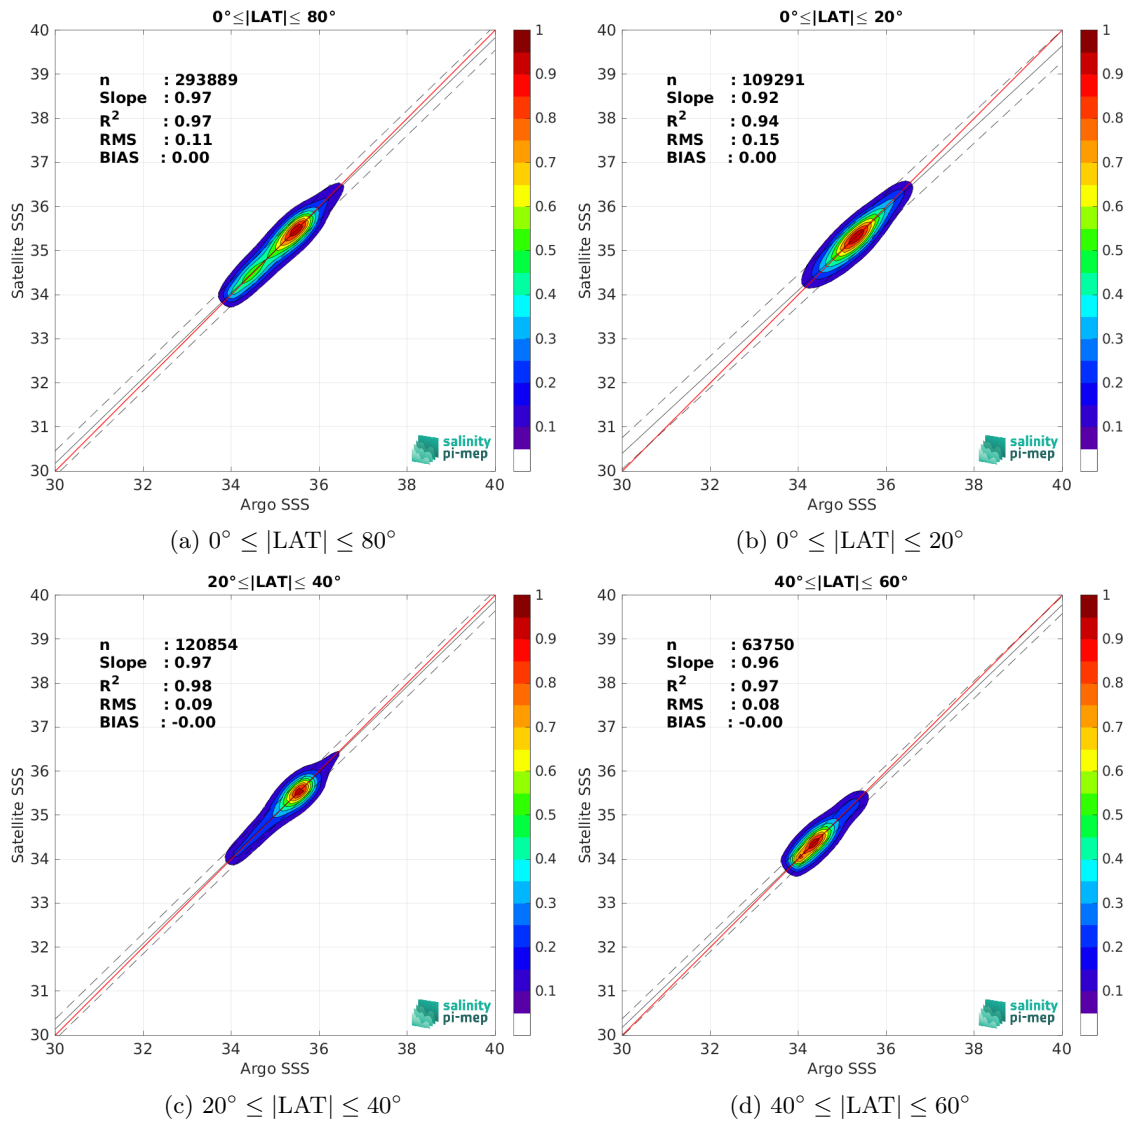 0°≤|LAT|≤ 80°
40
39
38
37
36
35
34
33
32
31
30
Satellite SSS
n : 293889
Slope : 0.97
R² : 0.97
RMS : 0.11
BIAS : 0.00
salinity
pi-mep
30 32 34 36 38 40
Argo SSS
1
0.9
0.8
0.7
0.6
0.5
0.4
0.3
0.2
0.1
(a) 0° ≤ |LAT| ≤ 80°
0°≤|LAT|≤ 20°
40
39
38
37
36
35
34
33
32
31
30
Satellite SSS
n : 109291
Slope : 0.92
R² : 0.94
RMS : 0.15
BIAS : 0.00
salinity
pi-mep
30 32 34 36 38 40
Argo SSS
1
0.9
0.8
0.7
0.6
0.5
0.4
0.3
0.2
0.1
(b) 0° ≤ |LAT| ≤ 20°
20°≤|LAT|≤ 40°
40
39
38
37
36
35
34
33
32
31
30
Satellite SSS
n : 120854
Slope : 0.97
R² : 0.98
RMS : 0.09
BIAS : -0.00
salinity
pi-mep
30 32 34 36 38 40
Argo SSS
1
0.9
0.8
0.7
0.6
0.5
0.4
0.3
0.2
0.1
(c) 20° ≤ |LAT| ≤ 40°
40°≤|LAT|≤ 60°
40
39
38
37
36
35
34
33
32
31
30
Satellite SSS
n : 63750
Slope : 0.96
R² : 0.97
RMS : 0.08
BIAS : -0.00
salinity
pi-mep
30 32 34 36 38 40
Argo SSS
1
0.9
0.8
0.7
0.6
0.5
0.4
0.3
0.2
0.1
(d) 40° ≤ |LAT| ≤ 60°